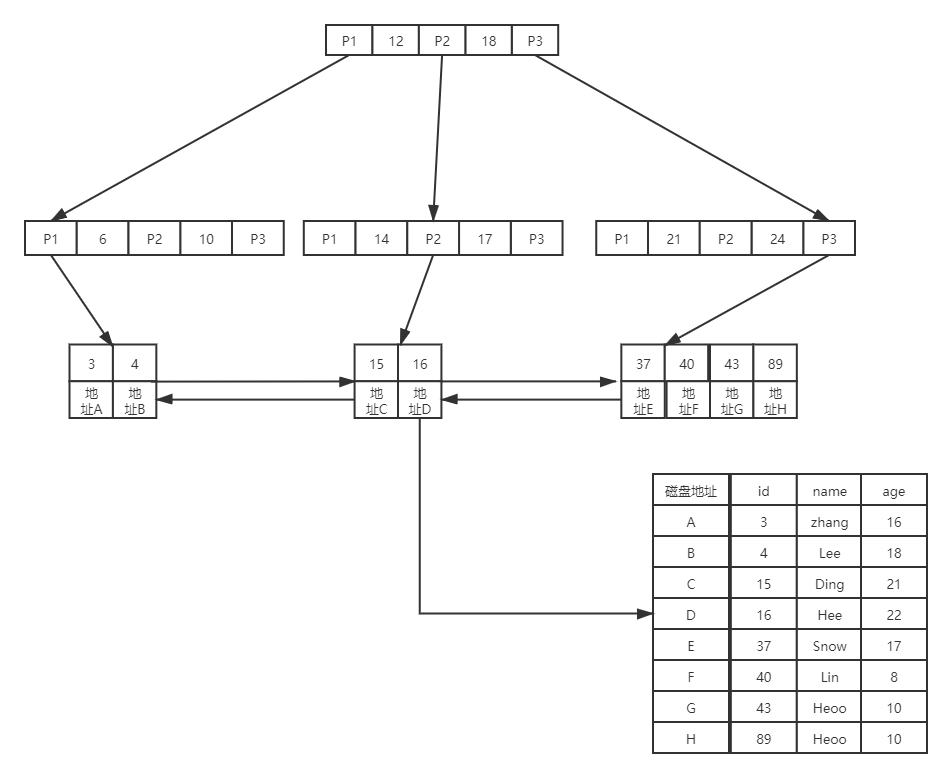 P1 12 P2 18 P3
P1 6 P2 10 P3 P1 14 P2 17 P3 P1 21 P2 24 P3
3 4 15 16 37 40 43 89
地 地 地 地 地 地 地 地
址A 址B 址C 址D 址E 址F 址G 址H
磁盘地址 id name age
A 3 zhang 16
B 4 Lee 18
C 15 Ding 21
D 16 Hee 22
E 37 Snow 17
F 40 Lin 8
G 43 Heoo 10
H 89 Heoo 10